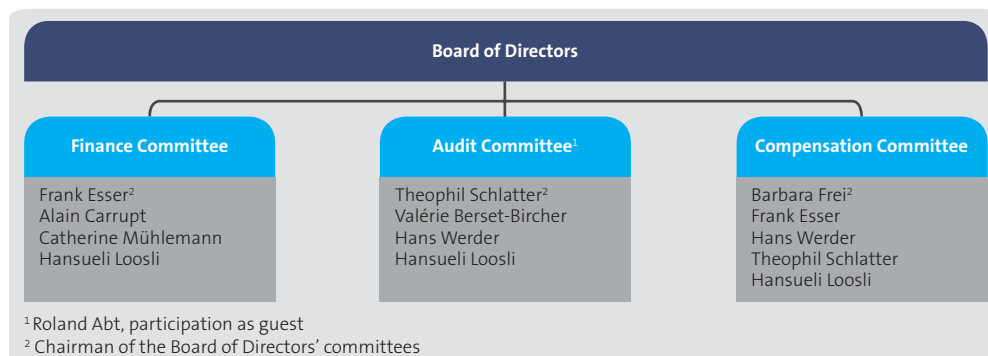 Board of Directors
Finance Committee
Frank Esser²
Alain Carrupt
Catherine Mühlemann
Hansueli Loosli
Audit Committee¹
Theophil Schlatter²
Valérie Berset-Bircher
Hans Werder
Hansueli Loosli
Compensation Committee
Barbara Frei²
Frank Esser
Hans Werder
Theophil Schlatter
Hansueli Loosli
¹ Roland Abt, participation as guest
² Chairman of the Board of Directors’ committees